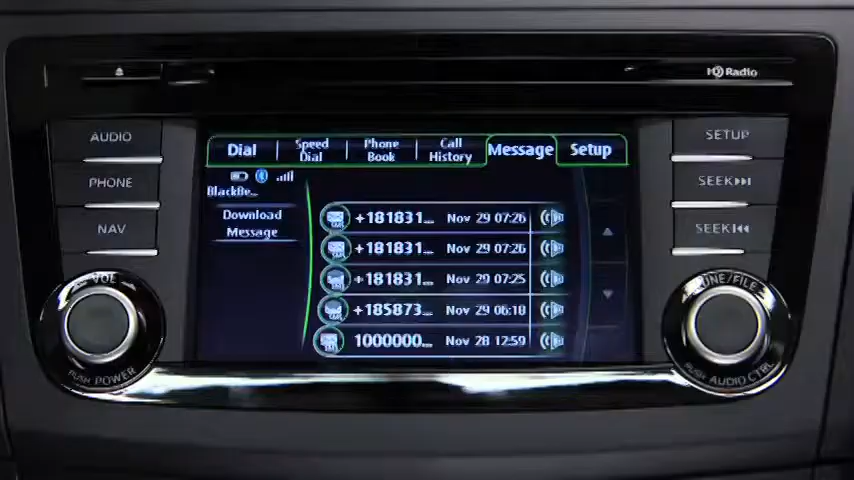 HD Radio
AUDIO
PHONE
NAV
VOL
PUSH POWER
Dial
Speed Dial
Phone Book
Call History
Message
Setup
BlackBe...
Download Message
+181831... Nov 29 07:26
+181831... Nov 29 07:26
+181831... Nov 29 07:25
+185873... Nov 29 06:10
1000000... Nov 28 12:59
SETUP
SEEK
SEEK
TUNE/FILE
PUSH AUDIO CTRL